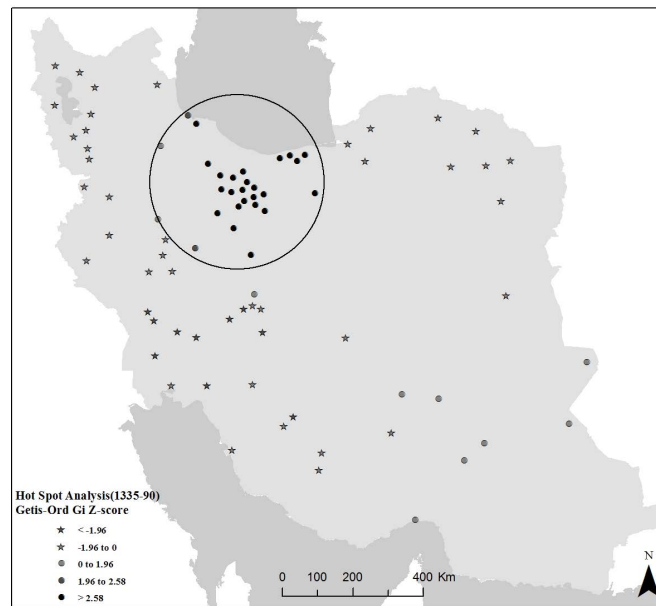 Hot Spot Analysis(1335-90)
Getis-Ord Gi Z-score
< -1.96
-1.96 to 0
0 to 1.96
1.96 to 2.58
> 2.58
0 100 200 400 Km
N